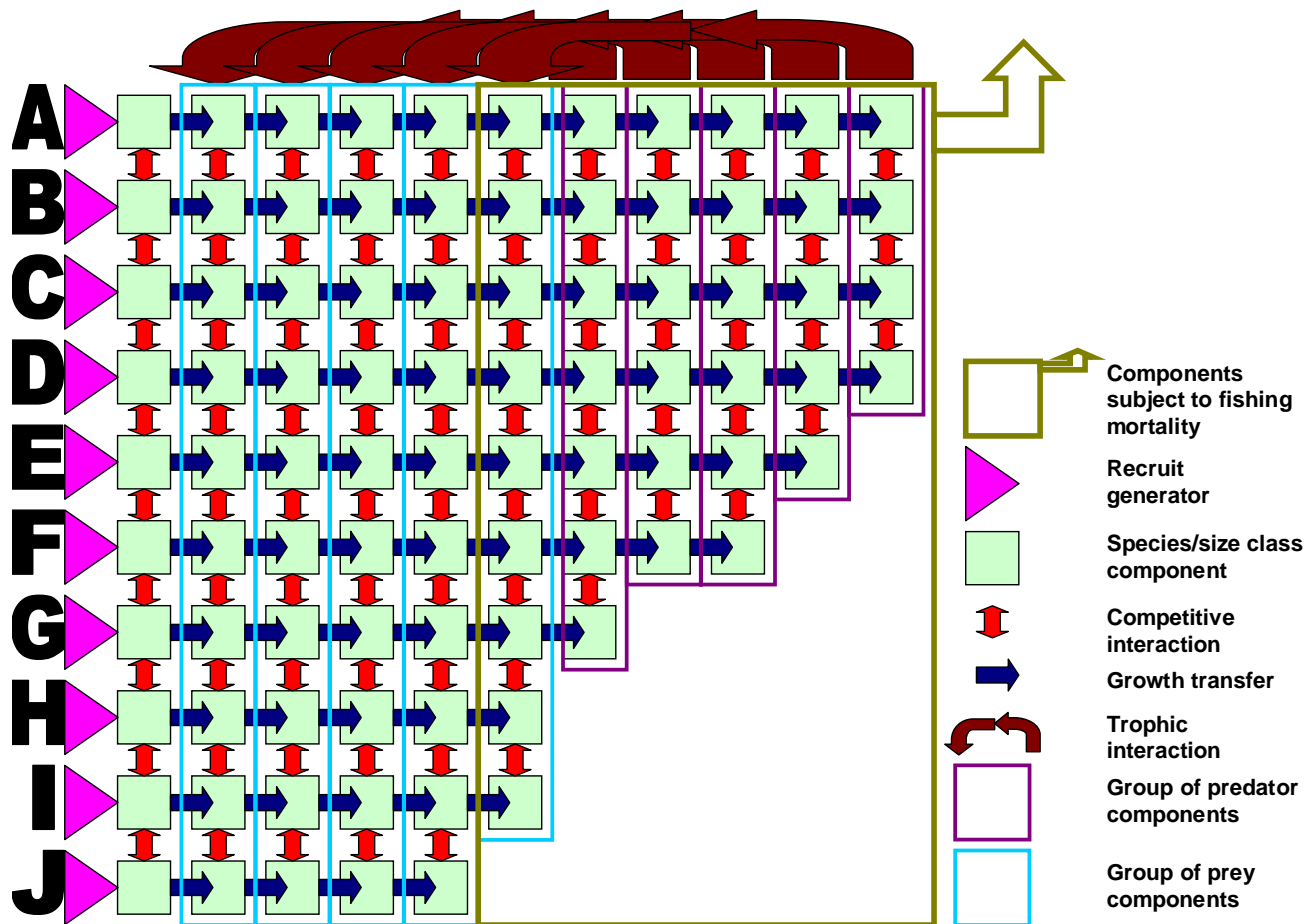 A
B
C
D
E
F
G
H
I
J
Components
subject to fishing
mortality
Recruit
generator
Species/size class
component
Competitive
interaction
Growth transfer
Trophic
interaction
Group of predator
components
Group of prey
components